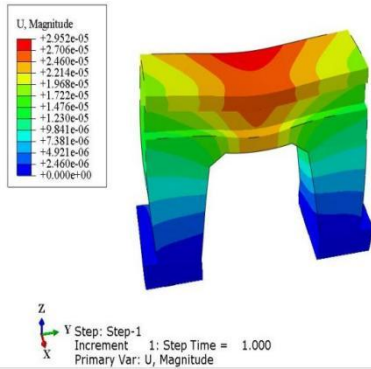 U, Magnitude
+2.952e-05
+2.706e-05
+2.460e-05
+2.214e-05
+1.968e-05
+1.722e-05
+1.476e-05
+1.230e-05
+9.841e-06
+7.381e-06
+4.921e-06
+2.460e-06
+0.000e+00
Z
Y
X
Step: Step-1
Increment 1: Step Time = 1.000
Primary Var: U, Magnitude